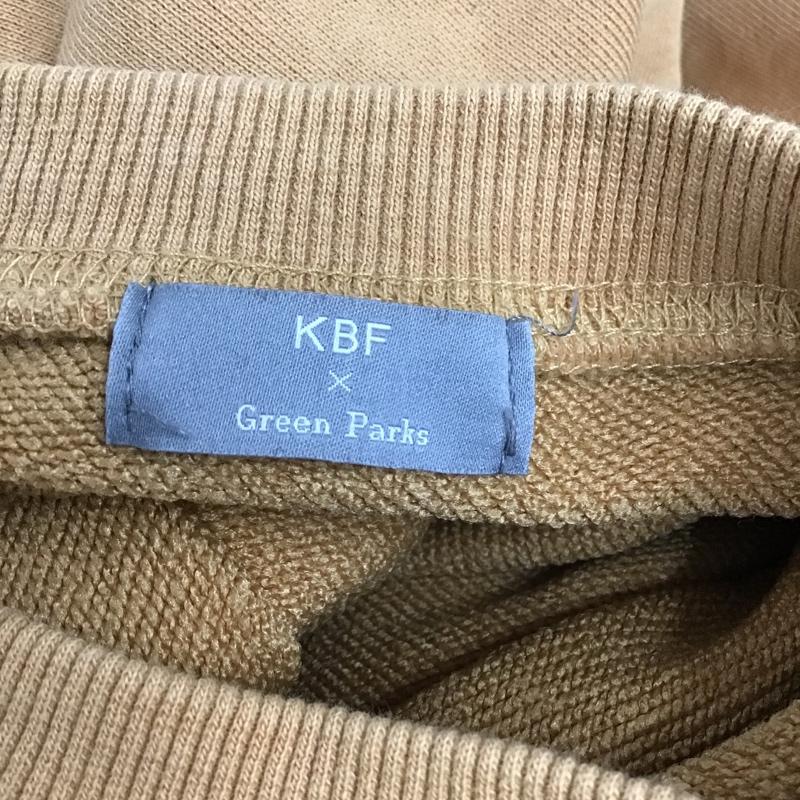 KBF
×
Green Parks